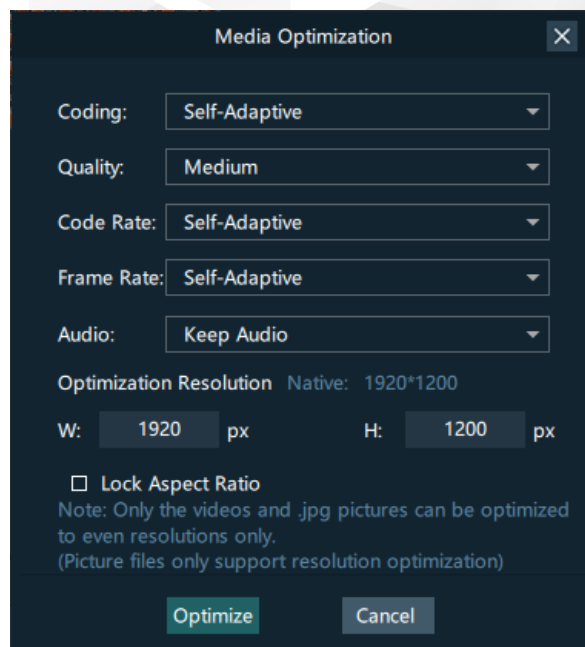 Media Optimization
Coding: Self-Adaptive
Quality: Medium
Code Rate: Self-Adaptive
Frame Rate: Self-Adaptive
Audio: Keep Audio
Optimization Resolution Native: 1920*1200
W: 1920 px H: 1200 px
Lock Aspect Ratio
Note: Only the videos and .jpg pictures can be optimized
to even resolutions only.
(Picture files only support resolution optimization)
Optimize Cancel